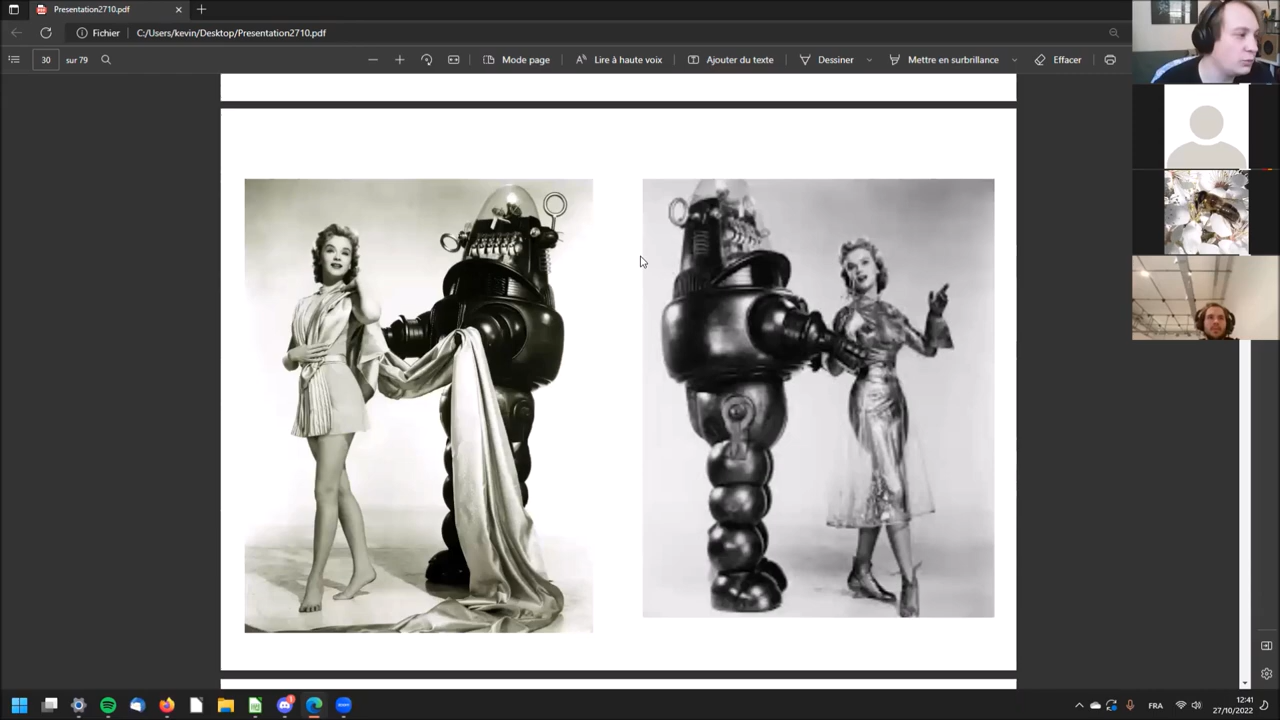 Presentation2710.pdf
Fichier C:/Users/kevin/Desktop/Presentation2710.pdf
30 sur 79 Mode page Lire à haute voix Ajouter du texte Dessiner Mettre en surbrillance Effacer
FRA 12:41
27/10/2022